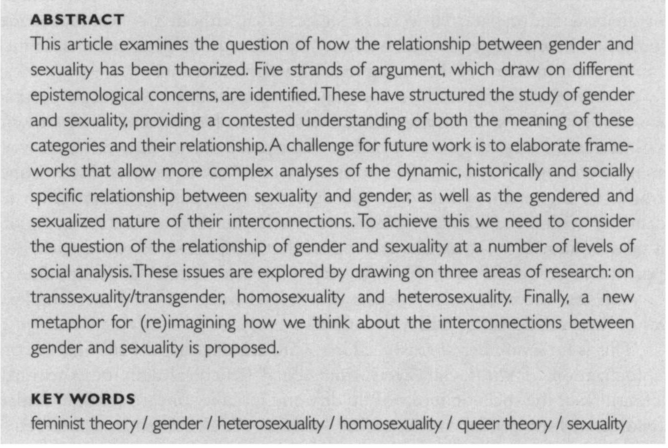 ABSTRACT
This article examines the question of how the relationship between gender and
sexuality has been theorized. Five strands of argument, which draw on different
epistemological concerns, are identified. These have structured the study of gender
and sexuality, providing a contested understanding of both the meaning of these
categories and their relationship. A challenge for future work is to elaborate frame-
works that allow more complex analyses of the dynamic, historically and socially
specific relationship between sexuality and gender, as well as the gendered and
sexualized nature of their interconnections. To achieve this we need to consider
the question of the relationship of gender and sexuality at a number of levels of
social analysis. These issues are explored by drawing on three areas of research: on
transsexuality/transgender, homosexuality and heterosexuality. Finally, a new
metaphor for (re)imagining how we think about the interconnections between
gender and sexuality is proposed.
KEY WORDS
feminist theory / gender / heterosexuality / homosexuality / queer theory / sexuality